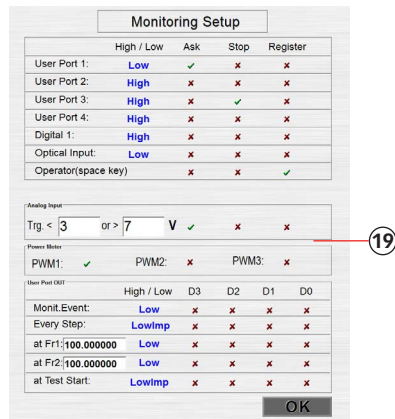 Monitoring Setup
High / Low Ask Stop Register
User Port 1: Low ✓ ✗ ✗
User Port 2: High ✗ ✗ ✗
User Port 3: High ✗ ✓ ✗
User Port 4: High ✗ ✗ ✗
Digital 1: High ✗ ✗ ✗
Optical Input: Low ✗ ✗ ✗
Operator(space key) ✗ ✗ ✓
Analog Input
Trg. < 3 or > 7 V ✓ ✗ ✗
19
Power Meter
PWM1: ✓ PWM2: ✗ PWM3: ✗
User Port OUT
High / Low D3 D2 D1 D0
Monit.Event: Low ✗ ✗ ✗ ✗
Every Step: LowImp ✗ ✗ ✗ ✗
at Fr1: 100.000000 Low ✗ ✗ ✗ ✗
at Fr2: 100.000000 Low ✗ ✗ ✗ ✗
at Test Start: LowImp ✗ ✗ ✗ ✗
OK